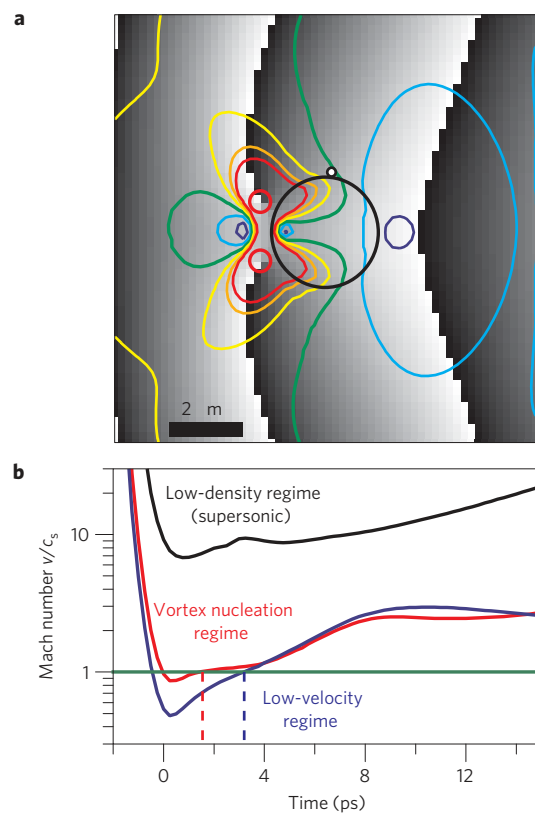 a
2 m
b
Low-density regime
(supersonic)
10
Mach number v/cs
Vortex nucleation
regime
1
Low-velocity
regime
0
4
8
12
Time (ps)